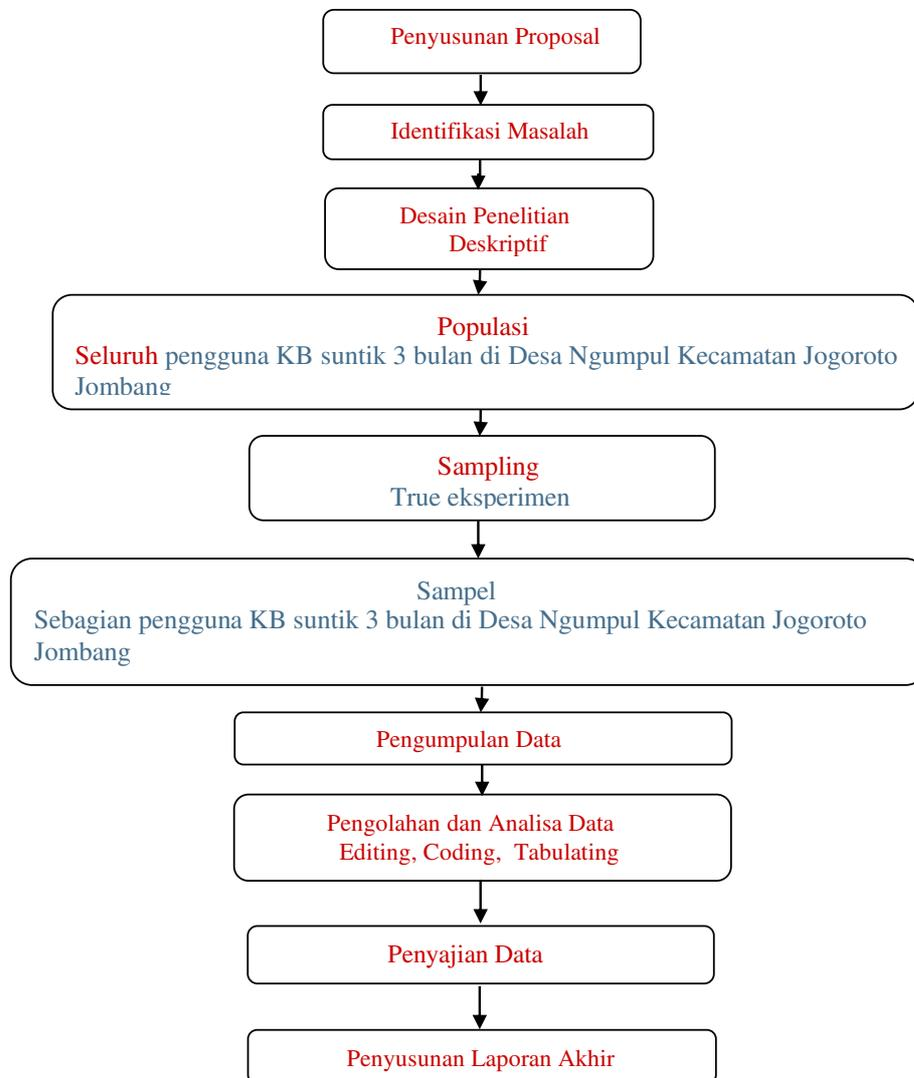 Penyusunan Proposal
Identifikasi Masalah
Desain Penelitian
Deskriptif
Populasi
Seluruh pengguna KB suntik 3 bulan di Desa Ngumpul Kecamatan Jogoroto
Jombang
Sampling
True eksperimen
Sampel
Sebagian pengguna KB suntik 3 bulan di Desa Ngumpul Kecamatan Jogoroto
Jombang
Pengumpulan Data
Pengolahan dan Analisa Data
Editing, Coding, Tabulating
Penyajian Data
Penyusunan Laporan Akhir